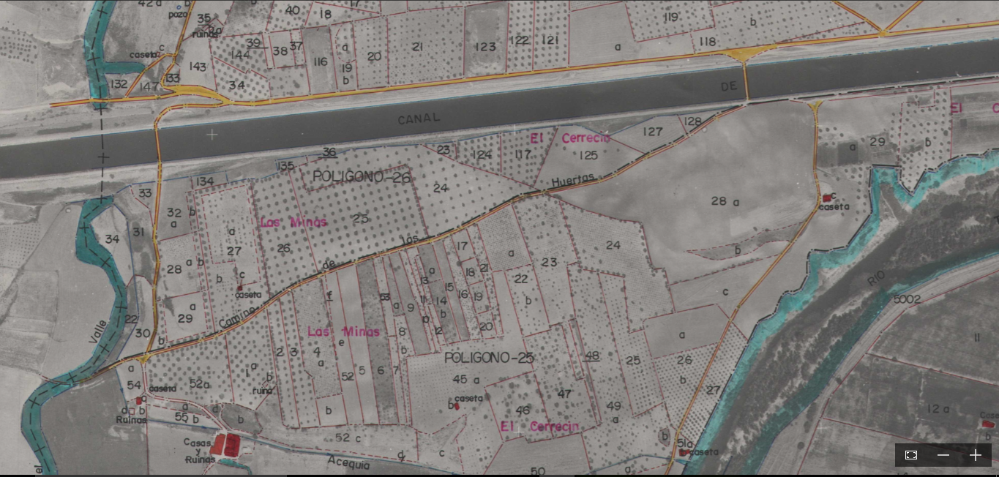 42 a
b
pozo
35
a
ruinas
40
18
17
119
b
39
144
38
37
116
a
19
b
20
21
123
122
121
a
118
caseta
c
143
133
132
147
34
DE
CANAL
El Cerrecin
El C
36
23
124
117
125
127
128
a
29
b
135
134
POLIGONO-26
24
Huertas
33
32
a
b
Las Minas
25
28 a
c
caseta
34
31
a
27
26
los
17
24
b
28
a
b
b
c
caseta
de
a
13
a
18
21
23
22
RIO
29
a
Camino
f
53
a
9
11
14
b
15
16
19
b
c
5002
22
Valle
30
b
Las Minas
e
8
b
12
20
a
11
2
3
4
a
52
5
6
7
POLIGONO-25
48
25
26
b
27
a
54
caseta
52a
1
a
b
ruina
45 a
47
49
a
c
d
b
Ruinas
a
55
b
d
b
b
b
caseta
46
El Cerrecin
12 a
Case
b
Casas
y
Ruinas
52 c
d
c
b
51a
caseta
Acequia
50
a
el